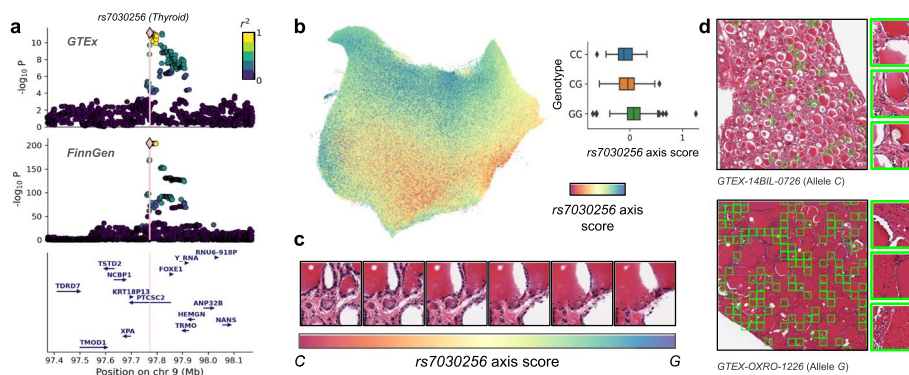 a
rs7030256 (Thyroid)
GTEx
r²
1
0
-log₁₀ P
10
8
6
4
2
0
FinnGen
-log₁₀ P
200
150
100
50
0
RNU6-918P
Y_RNA
TSTD2
FOXE1
NCBP1
TDRD7
KRT18P13
PTCSC2
ANP32B
HEMGN
NANS
TRMO
XPA
TMOD1
97.4 97.5 97.6 97.7 97.8 97.9 98.0 98.1
Position on chr 9 (Mb)
b
Genotype
CC
CG
GG
0 1
rs7030256 axis score
rs7030256 axis
score
c
C rs7030256 axis score G
d
GTEX-14BIL-0726 (Allele C)
GTEX-OXRO-1226 (Allele G)